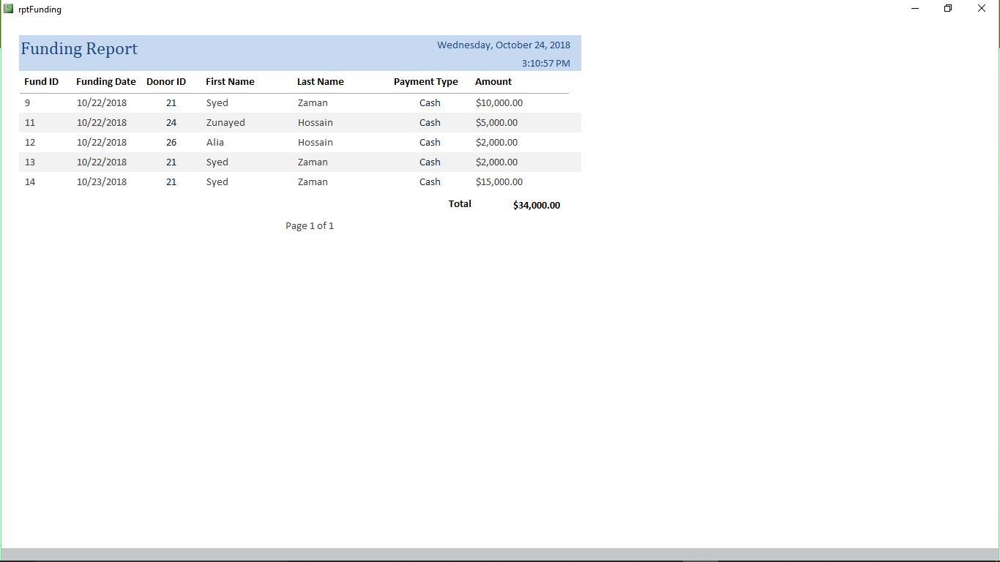 rptFunding
Funding Report Wednesday, October 24, 2018
3:10:57 PM
Fund ID Funding Date Donor ID First Name Last Name Payment Type Amount
9 10/22/2018 21 Syed Zaman Cash $10,000.00
11 10/22/2018 24 Zunayed Hossain Cash $5,000.00
12 10/22/2018 26 Alia Hossain Cash $2,000.00
13 10/22/2018 21 Syed Zaman Cash $2,000.00
14 10/23/2018 21 Syed Zaman Cash $15,000.00
Total $34,000.00
Page 1 of 1